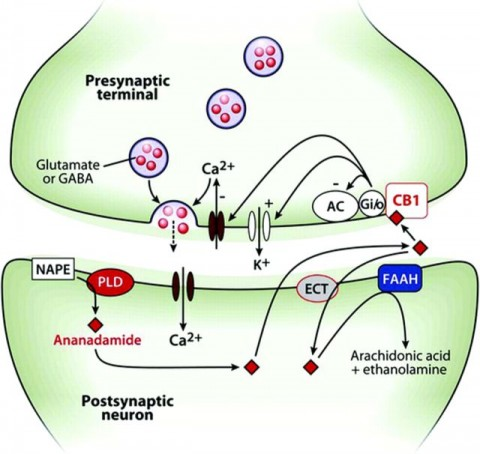 Presynaptic
terminal
Glutamate
or GABA
Ca2+
-
+
K+
-
AC
Gi/o
CB1
NAPE
PLD
Ananadamide
Ca2+
ECT
FAAH
Arachidonic acid
+ ethanolamine
Postsynaptic
neuron